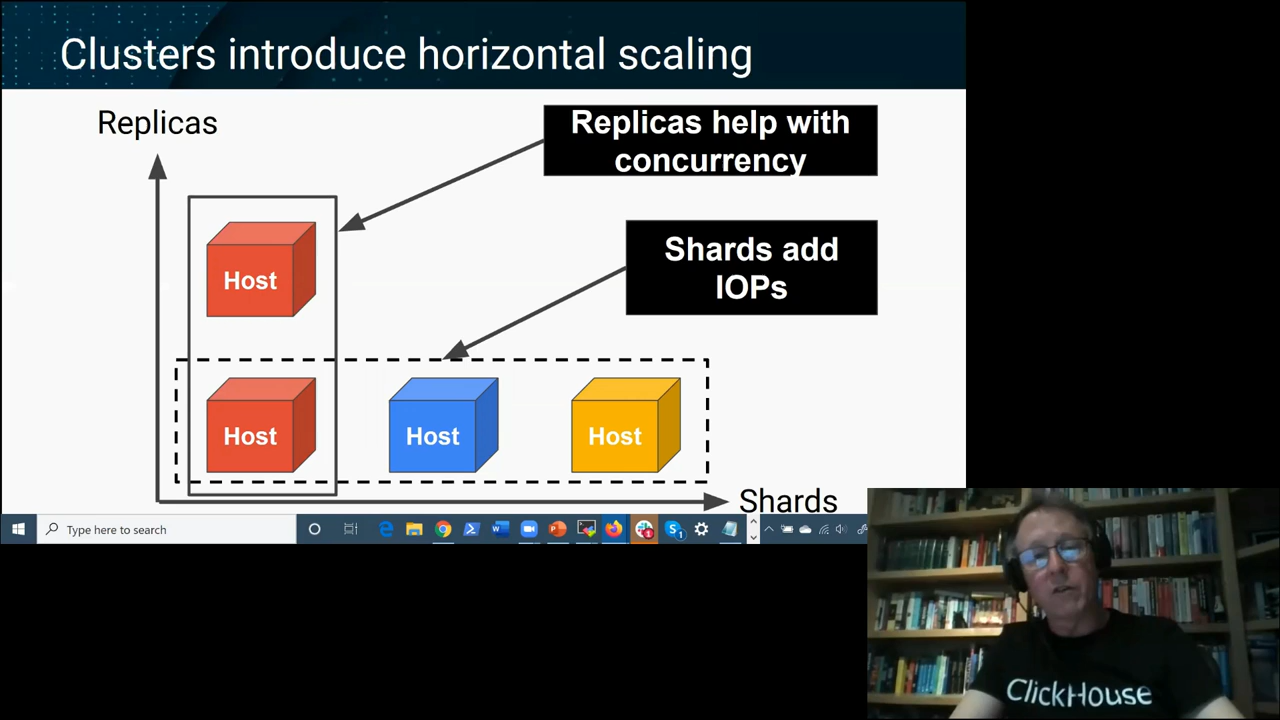 Clusters introduce horizontal scaling
Replicas
Replicas help with
concurrency
Shards add
IOPs
Host
Host
Host
Host
Shards
Type here to search
ClickHouse